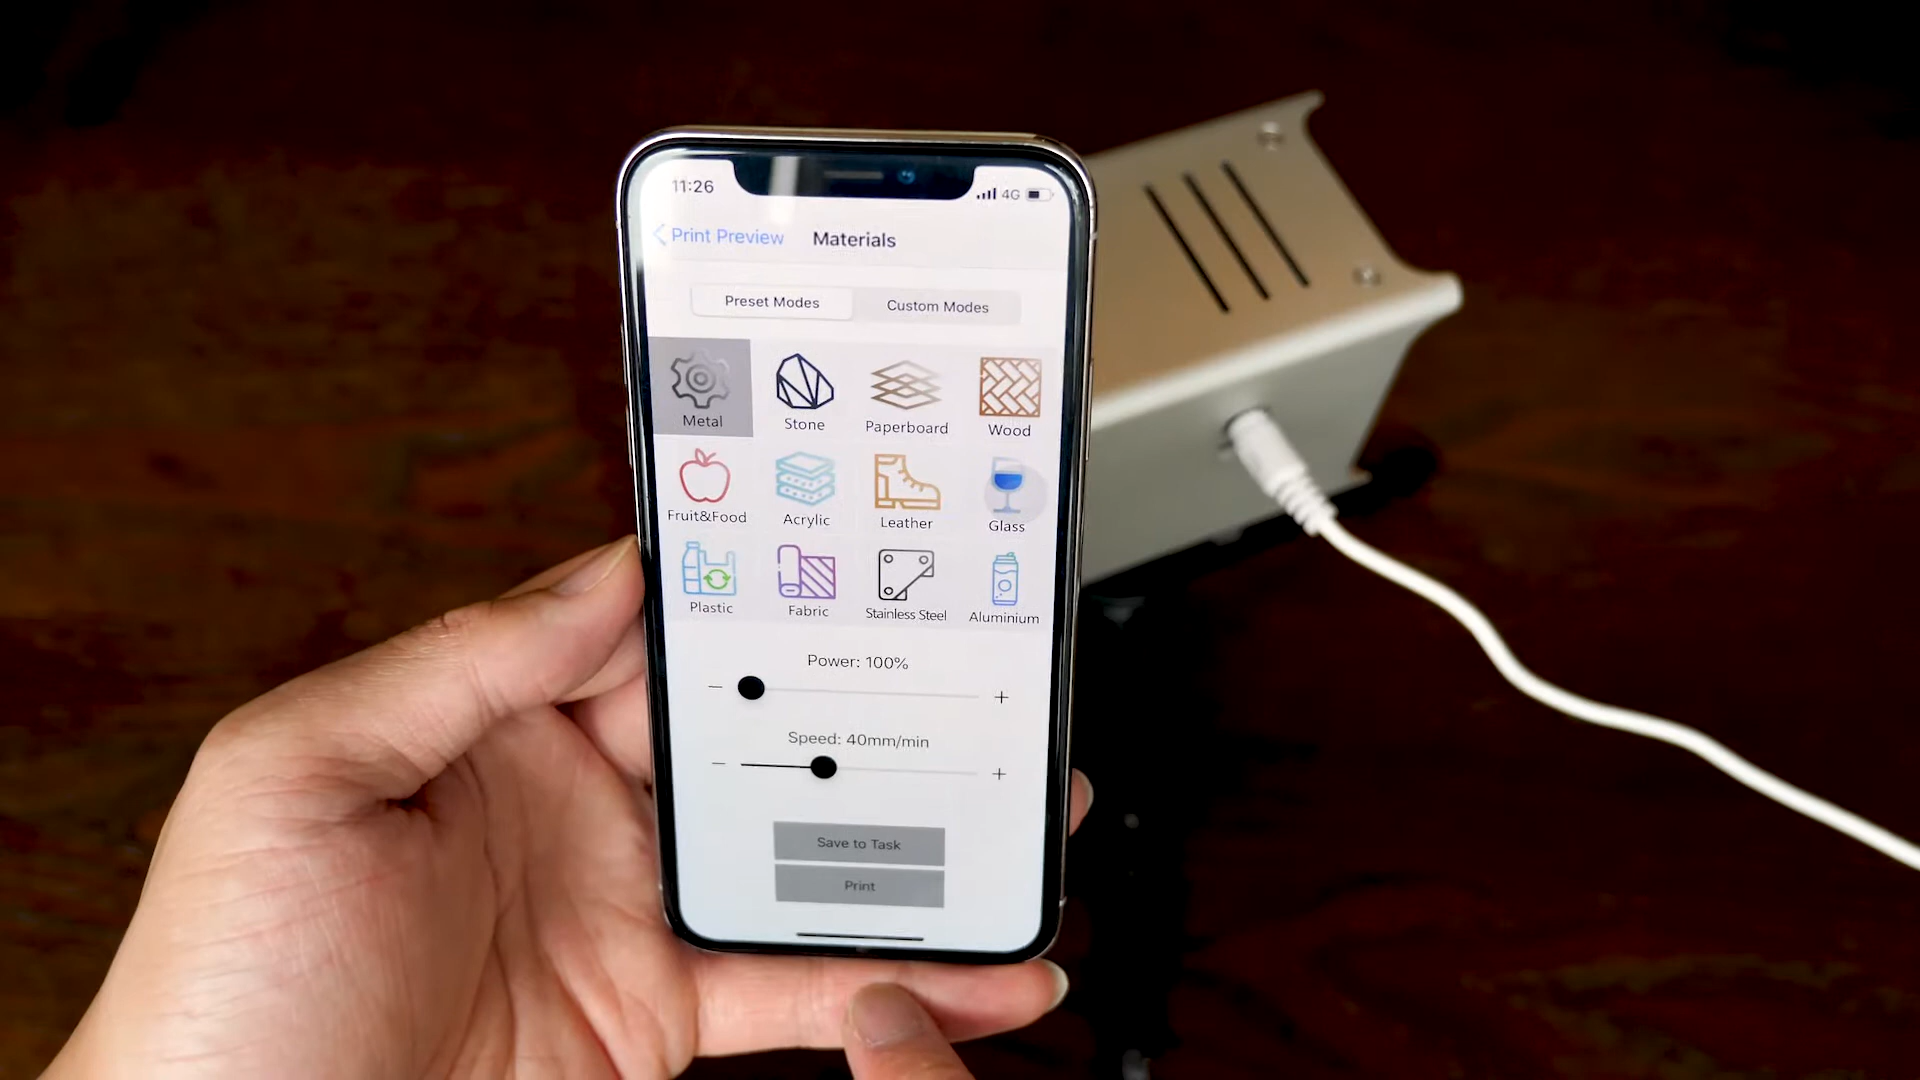 11:26
4G
Print Preview
Materials
Preset Modes
Custom Modes
Metal
Stone
Paperboard
Wood
Fruit&Food
Acrylic
Leather
Glass
Plastic
Fabric
Stainless Steel
Aluminium
Power: 100%
Speed: 40mm/min
Save to Task
Print